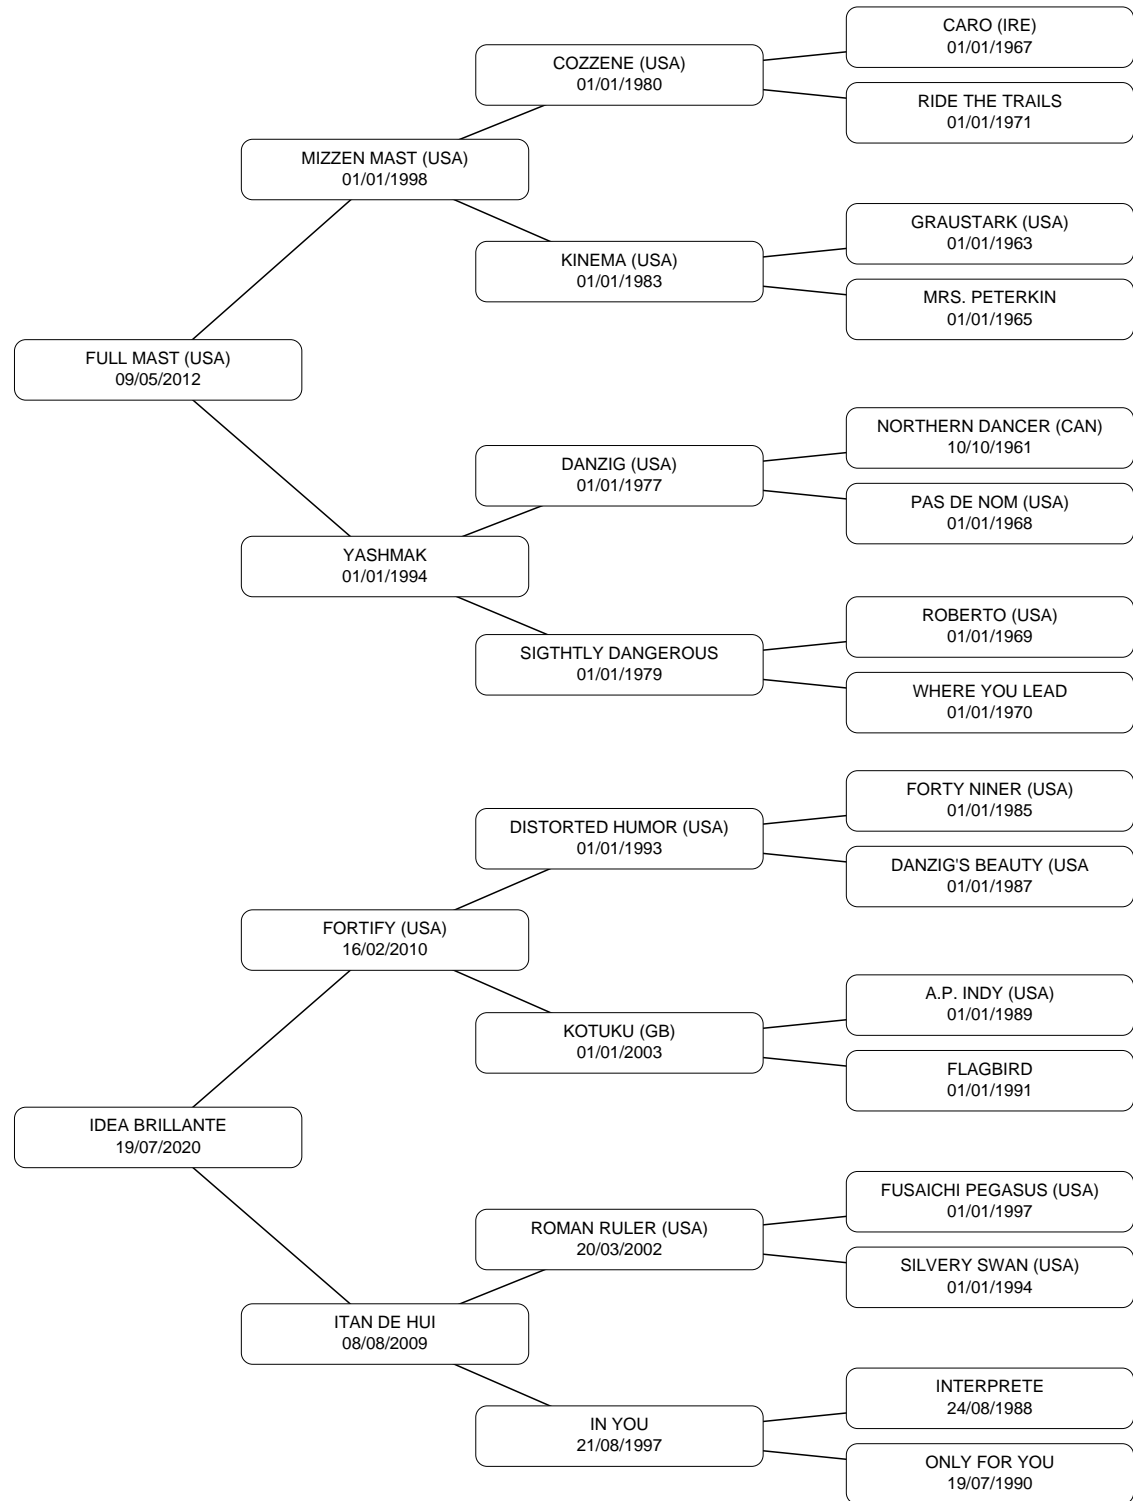 CARO (IRE)
01/01/1967
COZZENE (USA)
01/01/1980
RIDE THE TRAILS
01/01/1971
MIZZEN MAST (USA)
01/01/1998
GRAUSTARK (USA)
01/01/1963
KINEMA (USA)
01/01/1983
MRS. PETERKIN
01/01/1965
FULL MAST (USA)
09/05/2012
NORTHERN DANCER (CAN)
10/10/1961
DANZIG (USA)
01/01/1977
PAS DE NOM (USA)
01/01/1968
YASHMAK
01/01/1994
ROBERTO (USA)
01/01/1969
SIGTHTLY DANGEROUS
01/01/1979
WHERE YOU LEAD
01/01/1970
FORTY NINER (USA)
01/01/1985
DISTORTED HUMOR (USA)
01/01/1993
DANZIG'S BEAUTY (USA
01/01/1987
FORTIFY (USA)
16/02/2010
A.P. INDY (USA)
01/01/1989
KOTUKU (GB)
01/01/2003
FLAGBIRD
01/01/1991
IDEA BRILLANTE
19/07/2020
FUSAICHI PEGASUS (USA)
01/01/1997
ROMAN RULER (USA)
20/03/2002
SILVERY SWAN (USA)
01/01/1994
ITAN DE HUI
08/08/2009
INTERPRETE
24/08/1988
IN YOU
21/08/1997
ONLY FOR YOU
19/07/1990